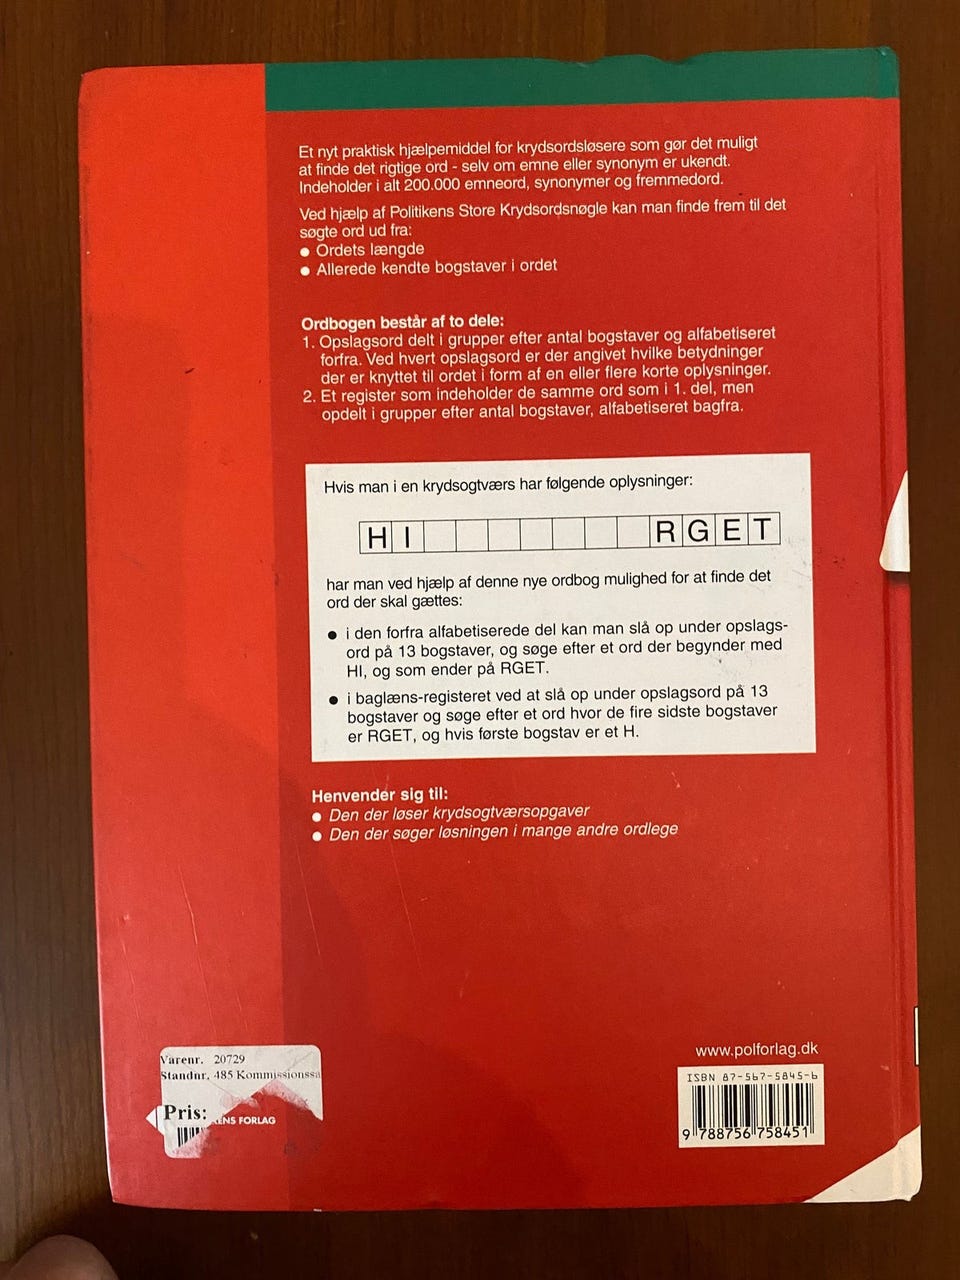 Et nyt praktisk hjælpemiddel for krydsordsløsere som gør det muligt
at finde det rigtige ord - selv om emne eller synonym er ukendt.
Indeholder i alt 200.000 emneord, synonymer og fremmedord.
Ved hjælp af Politikens Store Krydsordsnøgle kan man finde frem til det
søgte ord ud fra:
● Ordets længde
● Allerede kendte bogstaver i ordet
Ordbogen består af to dele:
1. Opslagsord delt i grupper efter antal bogstaver og alfabetiseret
forfra. Ved hvert opslagsord er der angivet hvilke betydninger
der er knyttet til ordet i form af en eller flere korte oplysninger.
2. Et register som indeholder de samme ord som i 1. del, men
opdelt i grupper efter antal bogstaver, alfabetiseret bagfra.
Hvis man i en krydsogtværs har følgende oplysninger:
H I R G E T
har man ved hjælp af denne nye ordbog mulighed for at finde det
ord der skal gættes:
● i den forfra alfabetiserede del kan man slå op under opslags-
ord på 13 bogstaver, og søge efter et ord der begynder med
HI, og som ender på RGET.
● i baglæns-registeret ved at slå op under opslagsord på 13
bogstaver og søge efter et ord hvor de fire sidste bogstaver
er RGET, og hvis første bogstav er et H.
Henvender sig til:
● Den der løser krydsogtværsopgaver
● Den der søger løsningen i mange andre ordlege
Varenr. 20729
Standnr. 485 Kommissionssa
Pris:
KENS FORLAG
www.polforlag.dk
ISBN 87-567-5845-6
9 788756 758451